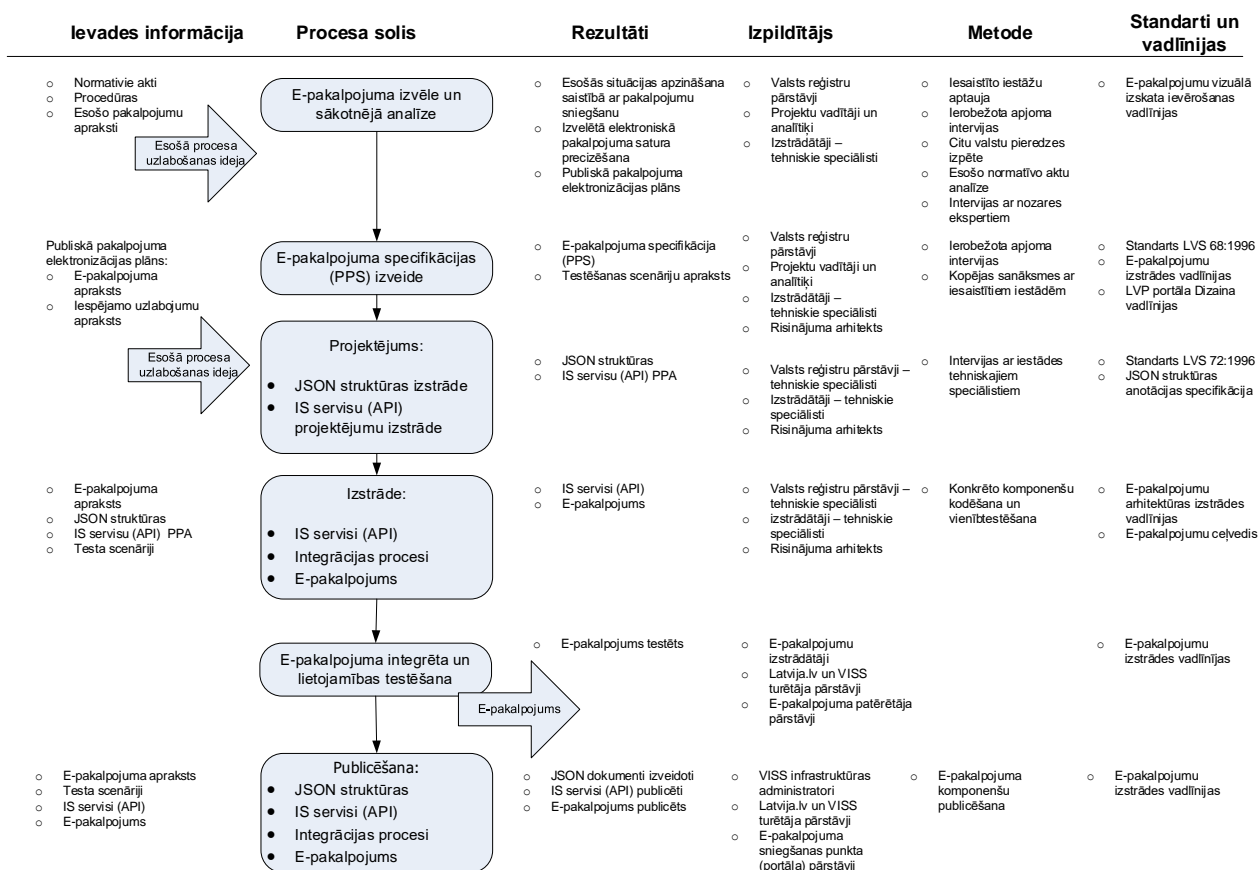 Ievades informācija
Procesa solis
Rezultāti
Izpildītājs
Metode
Standarti un
vadlīnijas
o Normatīvie akti
o Procedūras
o Esošo pakalpojumu
apraksti
Esošā procesa
uzlabošanas ideja
E-pakalpojuma izvēle un
sākotnējā analīze
o Esošās situācijas apzināšana
saistībā ar pakalpojumu
sniegšanu
o Izvēlētā elektroniskā
pakalpojuma satura
precizēšana
o Publiskā pakalpojuma
elektronizācijas plāns
o Valsts reģistru
pārstāvji
o Projektu vadītāji un
analītiķi
o Izstrādātāji –
tehniskie speciālisti
o Iesaistīto iestāžu
aptauja
o Ierobežota apjoma
intervijas
o Citu valstu pieredzes
izpēte
o Esošo normatīvo aktu
analīze
o Intervijas ar nozares
ekspertiem
o E-pakalpojumu vizuālā
izskata ievērošanas
vadlīnijas
Publiskā pakalpojuma
elektronizācijas plāns:
o E-pakalpojuma
apraksts
o Iespējamo uzlabojumu
apraksts
Esošā procesa
uzlabošanas ideja
E-pakalpojuma specifikācijas
(PPS) izveide
o E-pakalpojuma specifikācija
(PPS)
o Testēšanas scenāriju apraksts
o Valsts reģistru
pārstāvji
o Projektu vadītāji un
analītiķi
o Izstrādātāji –
tehniskie speciālisti
o Risinājuma arhitekts
o Ierobežota apjoma
intervijas
o Kopējas sanāksmes ar
iesaistītiem iestādēm
o Standarts LVS 68:1996
o E-pakalpojumu
izstrādes vadlīnijas
o LVP portāla Dizaina
vadlīnijas
Projektējums:
● JSON struktūras izstrāde
● IS servisu (API)
projektējumu izstrāde
o JSON struktūras
o IS servisu (API) PPA
o Valsts reģistru pārstāvji –
tehniskie speciālisti
o Izstrādātāji – tehniskie
speciālisti
o Risinājuma arhitekts
o Intervijas ar iestādes
tehniskajiem
speciālistiem
o Standarts LVS 72:1996
o JSON struktūras
anotācijas specifikācija
o E-pakalpojuma
apraksts
o JSON struktūras
o IS servisu (API) PPA
o Testa scenāriji
Izstrāde:
● IS servisi (API)
● Integrācijas procesi
● E-pakalpojums
o IS servisi (API)
o E-pakalpojums
o Valsts reģistru pārstāvji –
tehniskie speciālisti
o izstrādātāji – tehniskie
speciālisti
o Risinājuma arhitekts
o Konkrēto komponenšu
kodēšana un
vienībtestēšana
o E-pakalpojumu
arhitektūras izstrādes
vadlīnijas
o E-pakalpojumu ceļvedis
E-pakalpojuma integrēta un
lietojamības testēšana
E-pakalpojums
o E-pakalpojums testēts
o E-pakalpojumu
izstrādātāji
o Latvija.lv un VISS
turētāja pārstāvji
o E-pakalpojuma patērētāja
pārstāvji
o E-pakalpojumu
izstrādes vadlīnījas
o E-pakalpojuma apraksts
o Testa scenāriji
o IS servisi (API)
o E-pakalpojums
Publicēšana:
● JSON struktūras
● IS servisi (API)
● Integrācijas procesi
● E-pakalpojums
o JSON dokumenti izveidoti
o IS servisi (API) publicēti
o E-pakalpojums publicēts
o VISS infrastruktūras
administratori
o Latvija.lv un VISS
turētāja pārstāvji
o E-pakalpojuma
sniegšanas punkta
(portāla) pārstāvji
o E-pakalpojuma
komponenšu
publicēšana
o E-pakalpojumu
izstrādes vadlīnijas